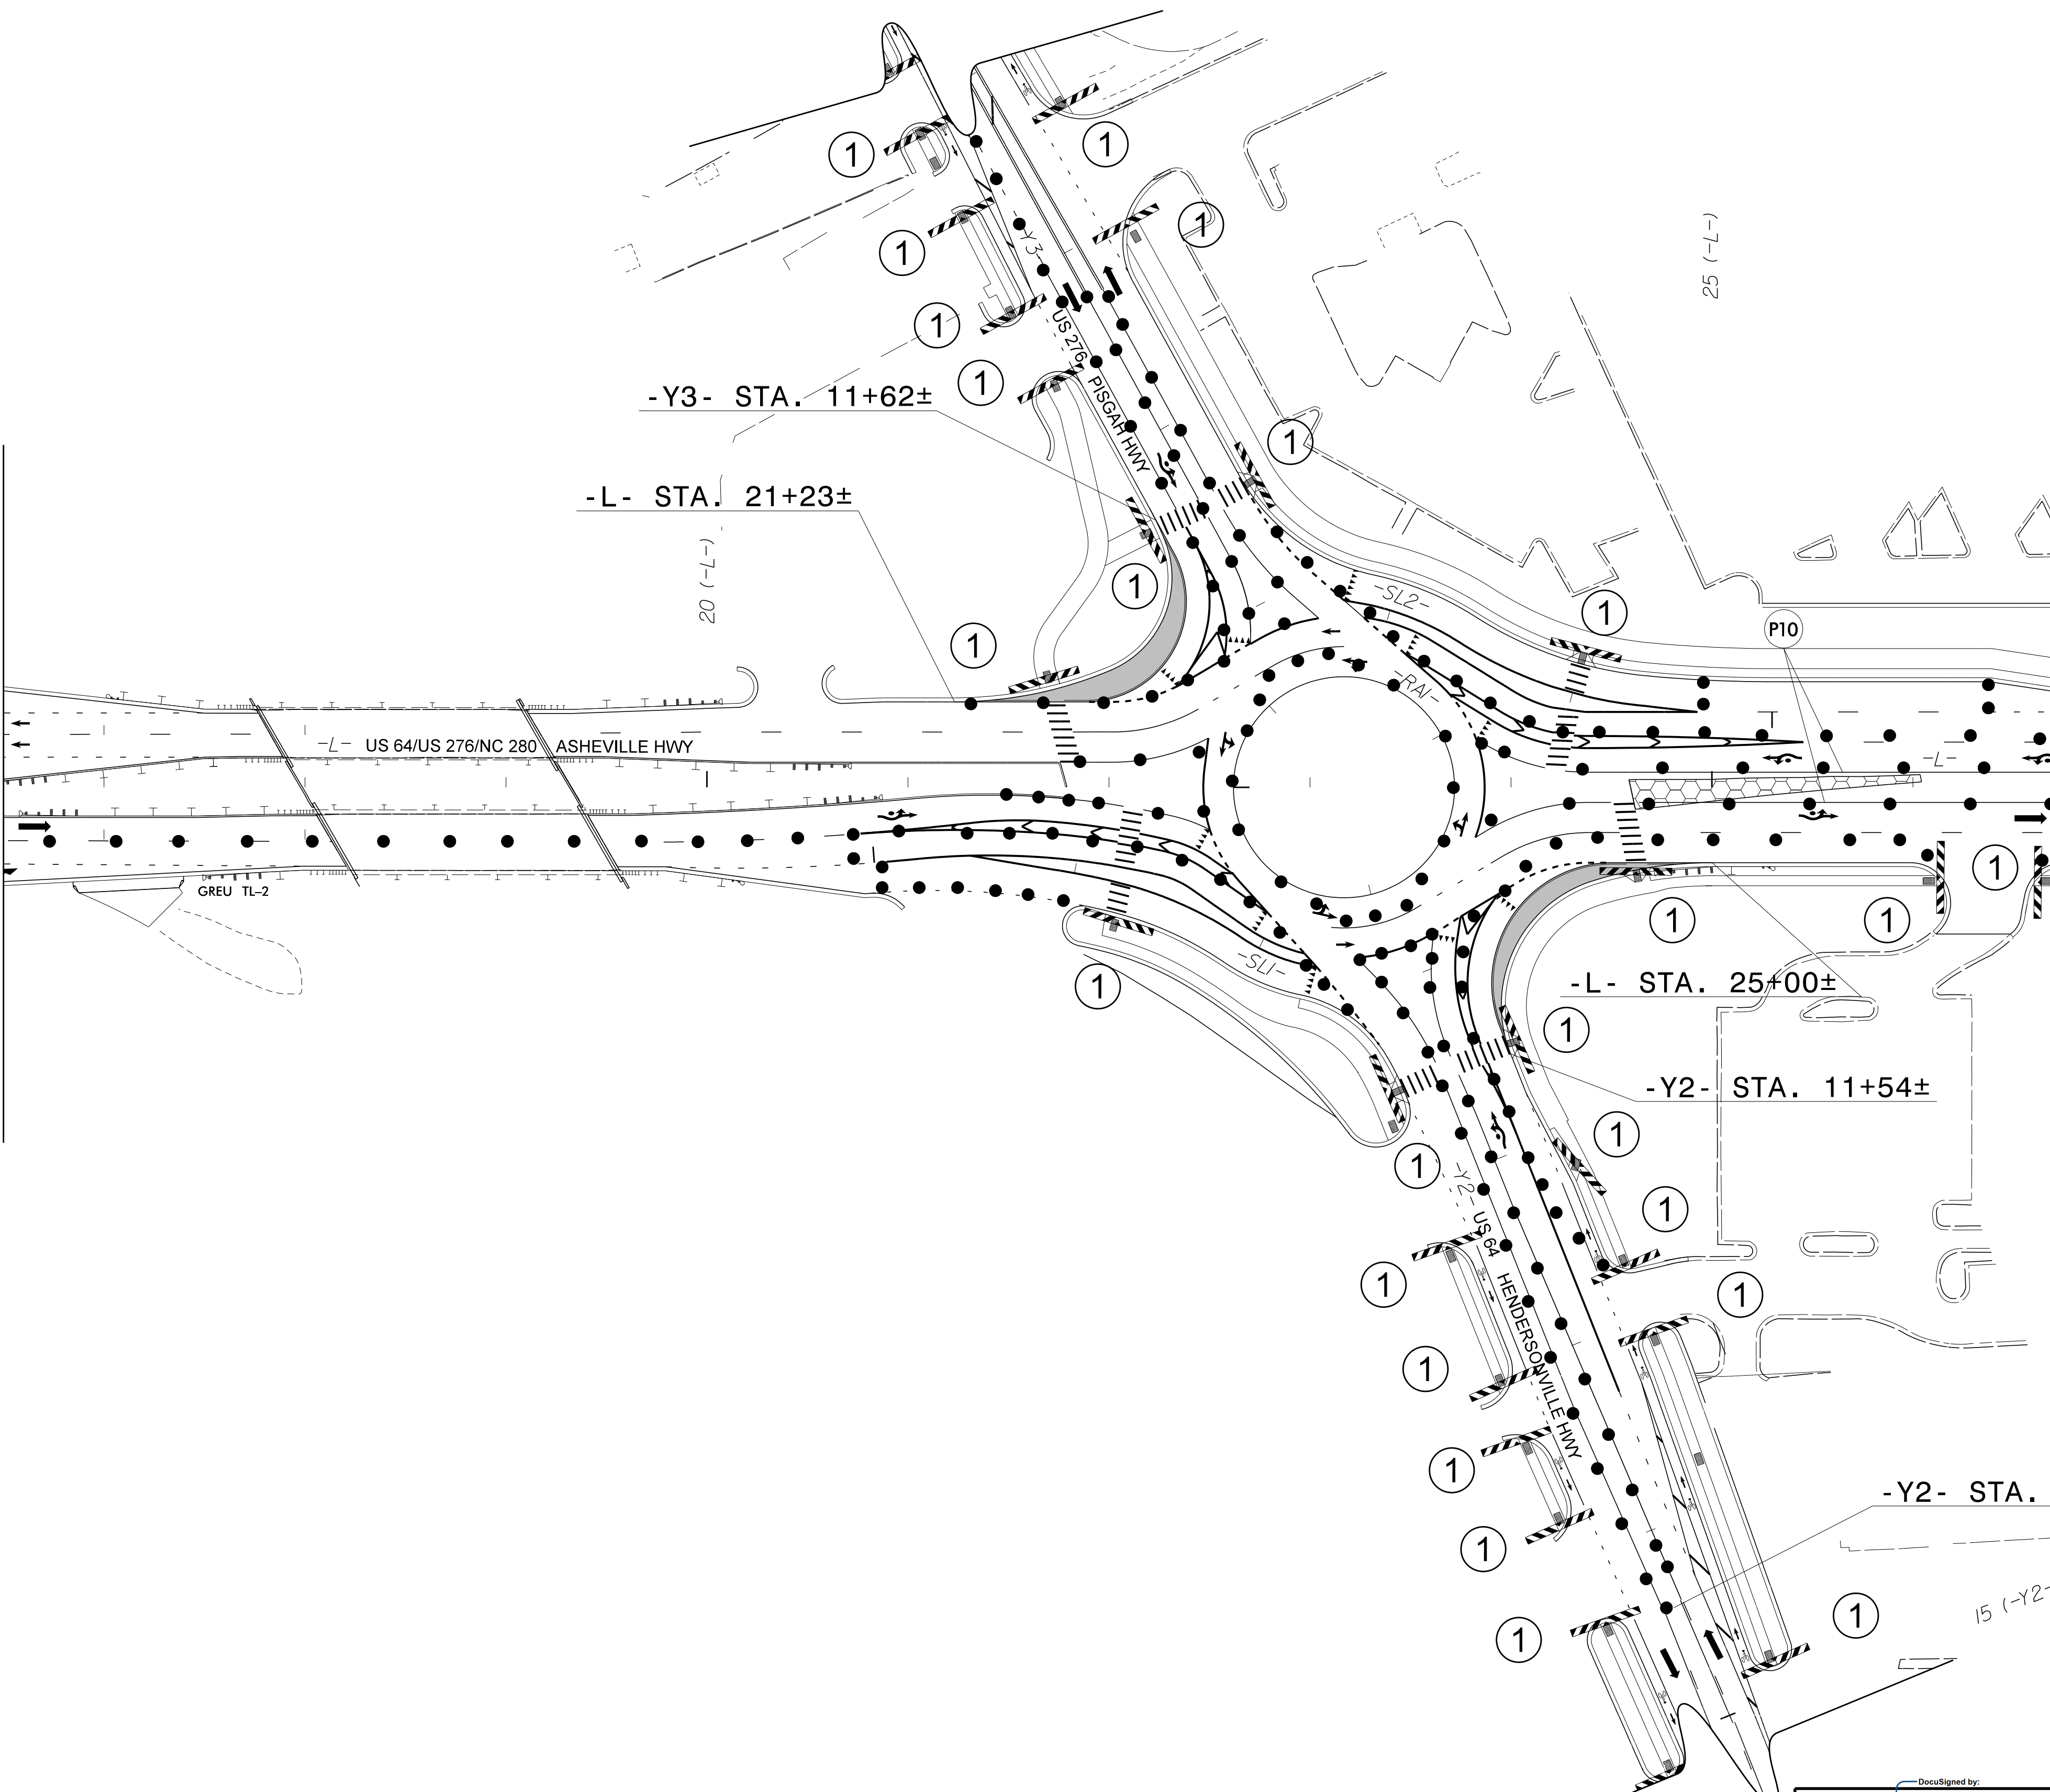 1
1
1
1
25 (-L-)
1
-Y3-
1
US 276
PISGAH HWY
-Y3- STA. 11+62±
1
-L- STA. 21+23±
20 (-L-)
1
-SL2-
1
P10
1
-RA1-
-L- US 64/US 276/NC 280 ASHEVILLE HWY
-L-
GREU TL-2
1
1
1
-SL1-
1
-L- STA. 25+00±
1
-Y2- STA. 11+54±
1
1
-Y2- US 64 HENDERSONVILLE HWY
1
1
1
1
1
-Y2- STA.
1
15 (-Y2-
1
1
DocuSigned by: